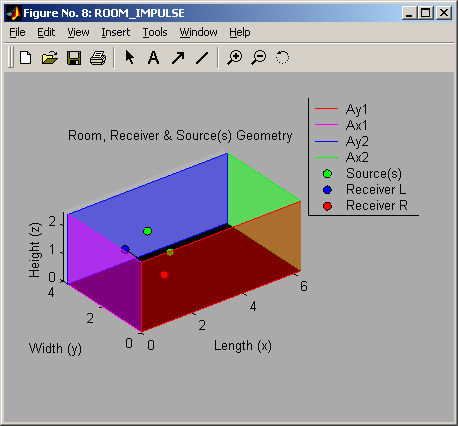 Figure No. 8: ROOM_IMPULSE
File Edit View Insert Tools Window Help
A
Room, Receiver & Source(s) Geometry
Ay1
Ax1
Ay2
Ax2
Source(s)
Receiver L
Receiver R
Height (z)
2
1
0
4
2
0
Width (y)
0
2
4
6
Length (x)